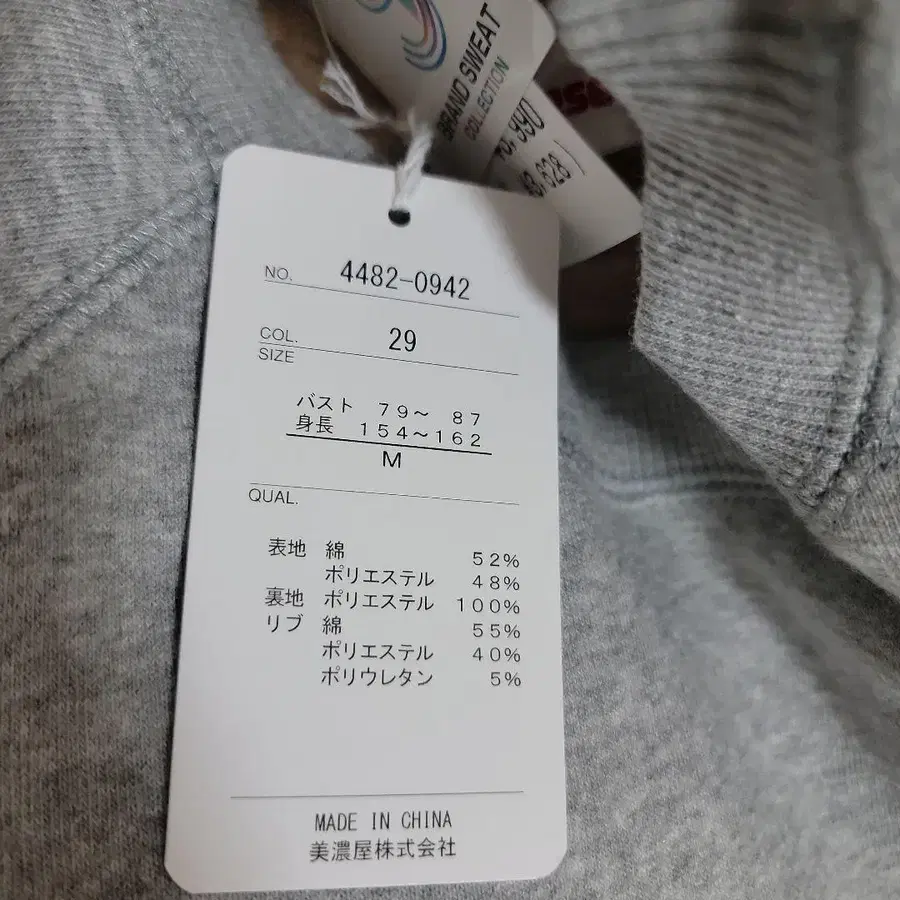 BRAND SWEAT
COLLECTION
,990
3,628)
NO. 4482-0942
COL. 29
SIZE
バスト 79~ 87
身長 154~162
M
QUAL.
表地 綿 52%
ポリエステル 48%
裏地 ポリエステル 100%
リブ 綿 55%
ポリエステル 40%
ポリウレタン 5%
MADE IN CHINA
美濃屋株式会社